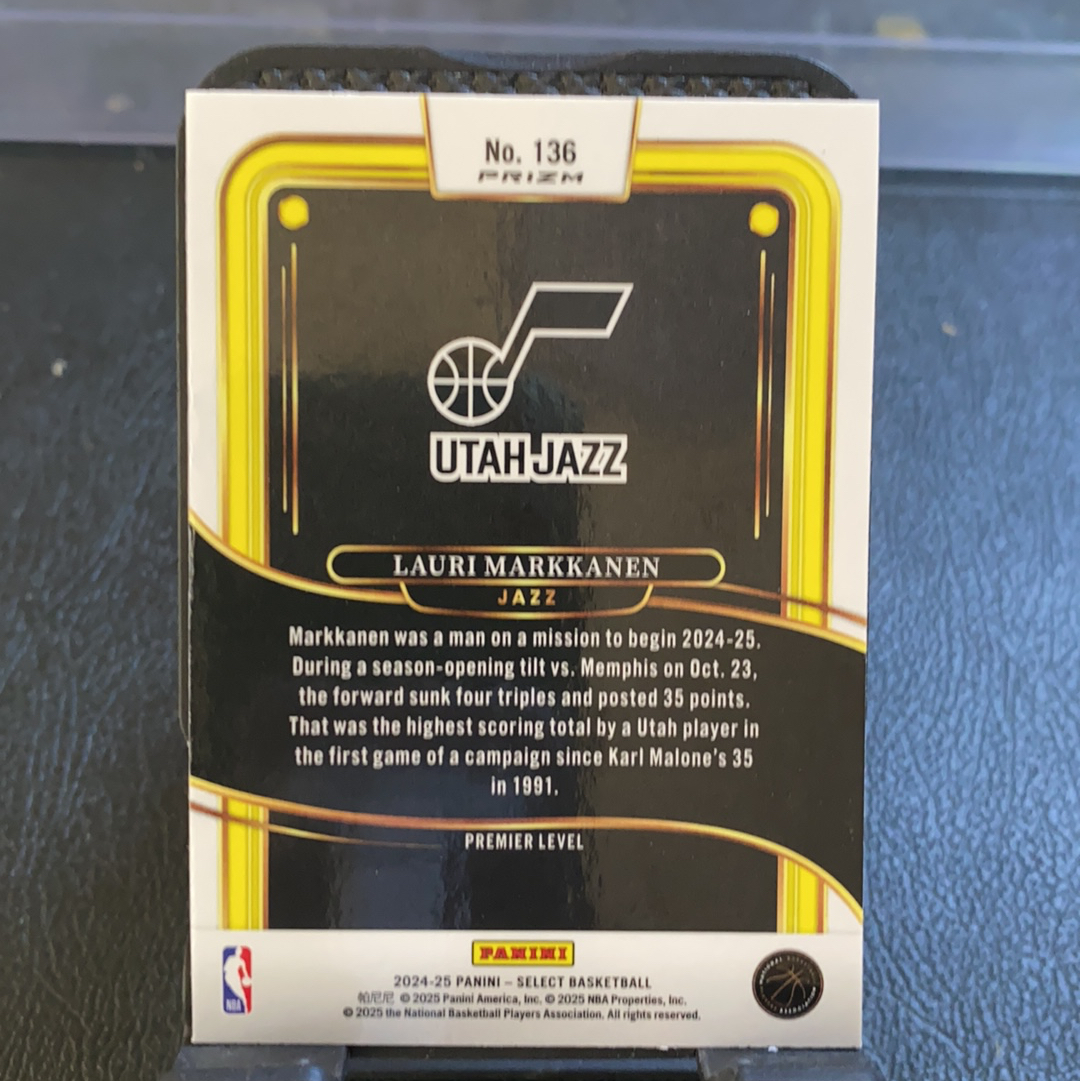 No. 136
PRIZM
UTAH JAZZ
LAURI MARKKANEN
JAZZ
Markkanen was a man on a mission to begin 2024-25.
During a season-opening tilt vs. Memphis on Oct. 23,
the forward sunk four triples and posted 35 points.
That was the highest scoring total by a Utah player in
the first game of a campaign since Karl Malone's 35
in 1991.
PREMIER LEVEL
PANINI
NBA
2024-25 PANINI – SELECT BASKETBALL
帕尼尼 © 2025 Panini America, Inc. © 2025 NBA Properties, Inc.
© 2025 the National Basketball Players Association. All rights reserved.